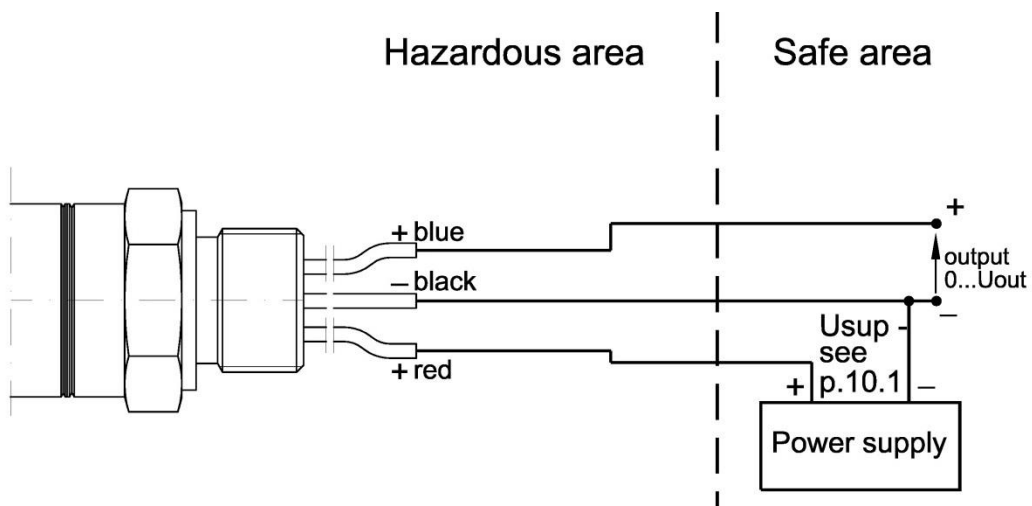 Hazardous area
Safe area
+ blue
+
output
0...Uout
– black
–
Usup -
see
p.10.1
+ red
+
–
Power supply